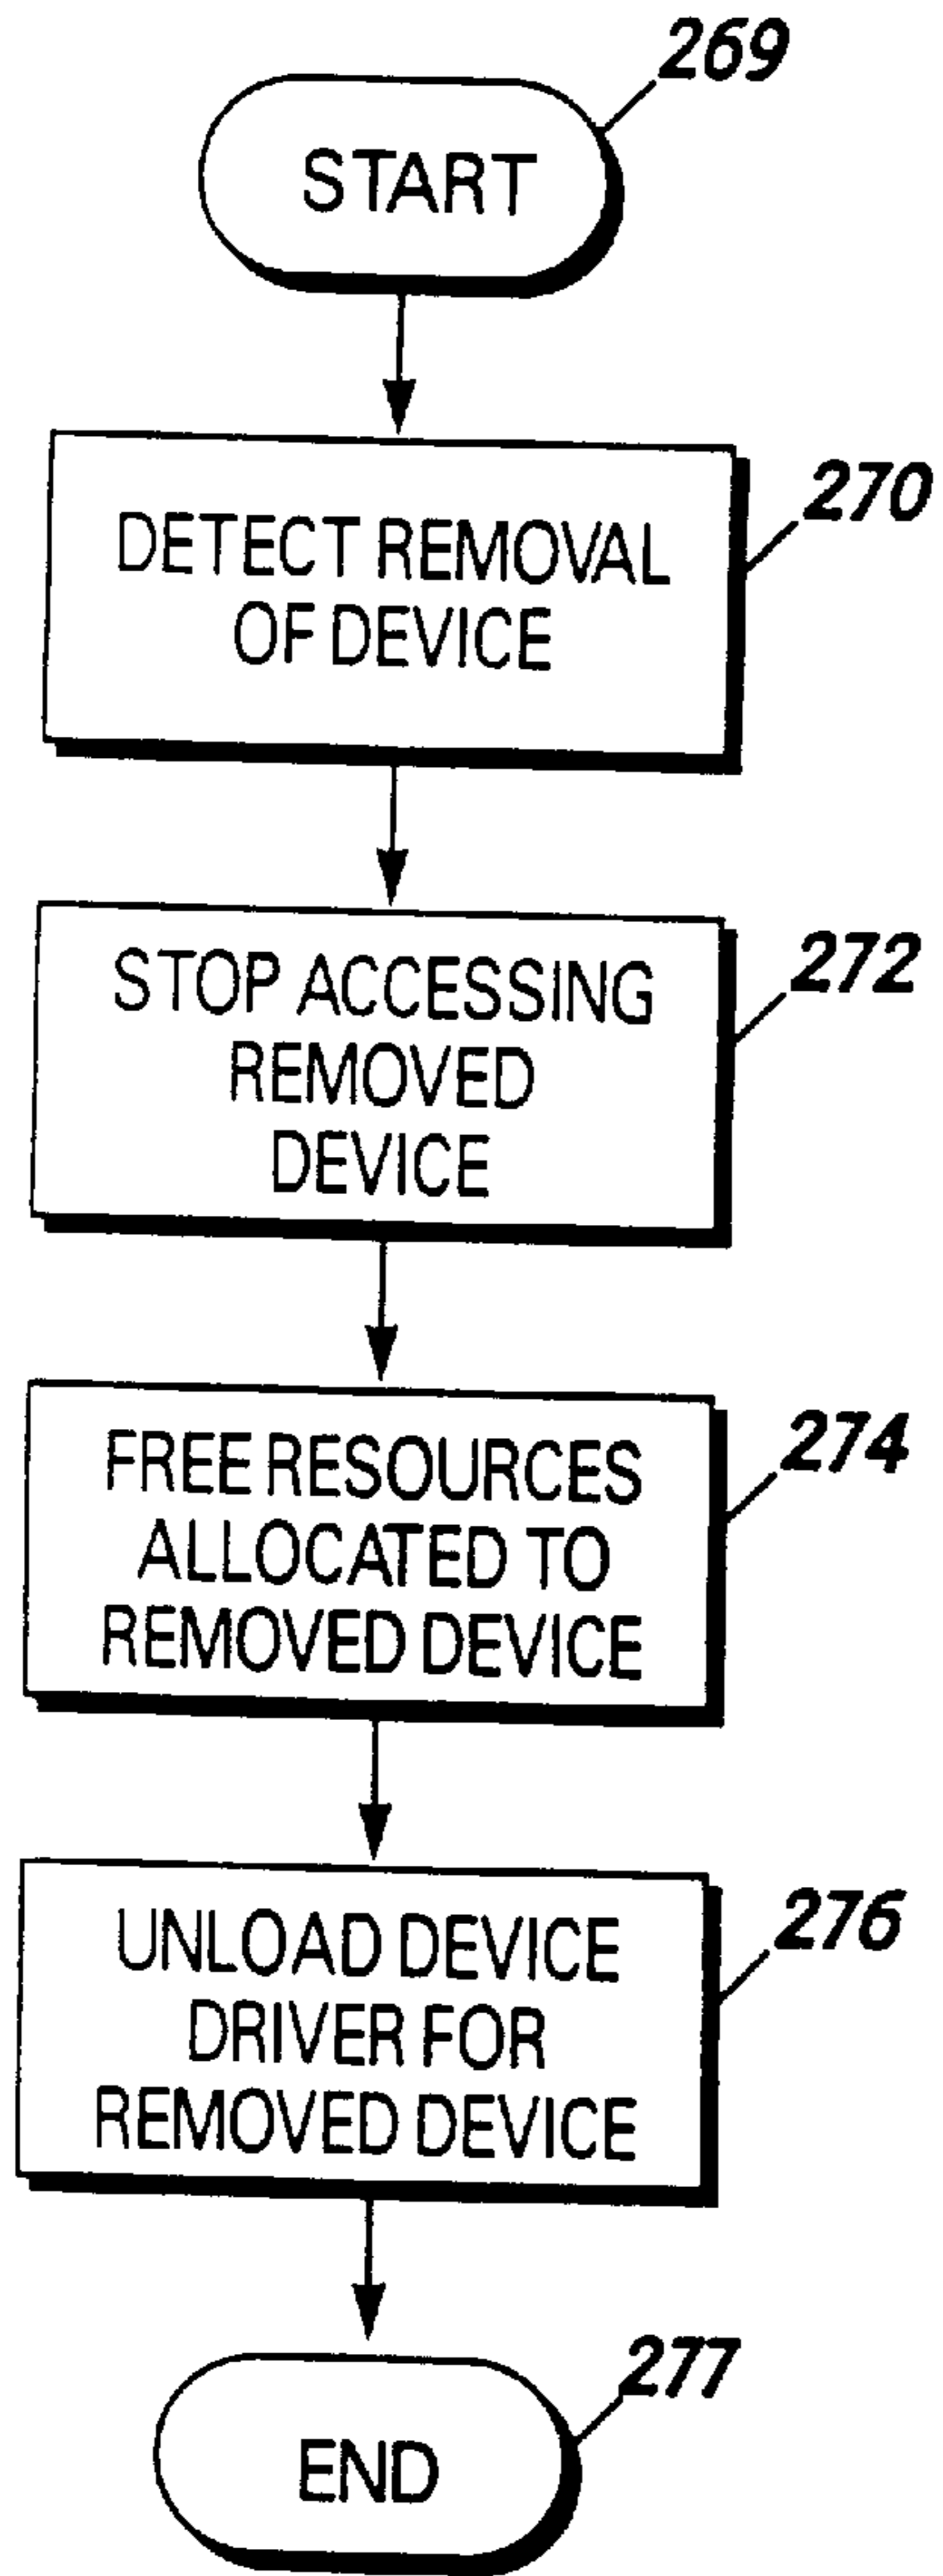 269
START
270
DETECT REMOVAL
OF DEVICE
272
STOP ACCESSING
REMOVED
DEVICE
274
FREE RESOURCES
ALLOCATED TO
REMOVED DEVICE
276
UNLOAD DEVICE
DRIVER FOR
REMOVED DEVICE
277
END